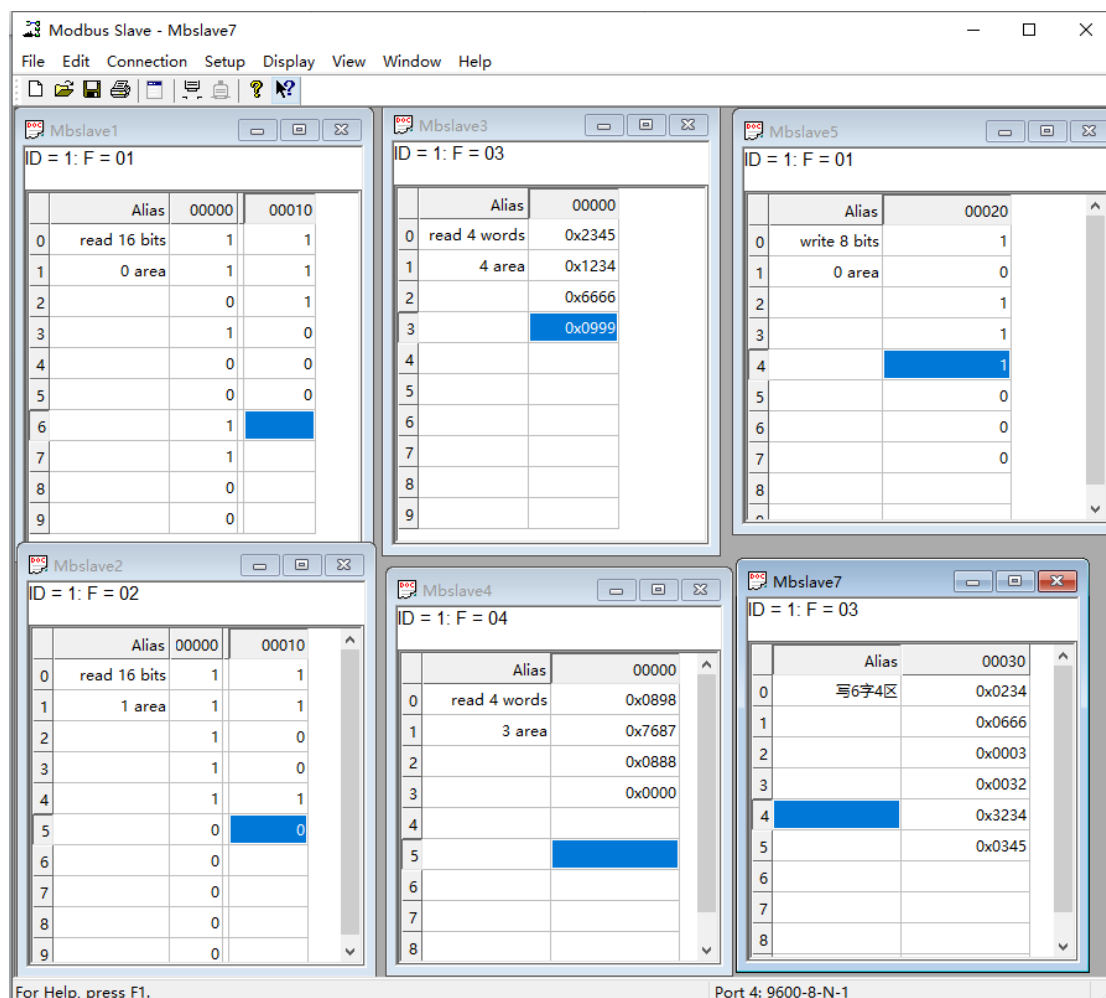 Modbus Slave - Mbslave7
File Edit Connection Setup Display View Window Help
Mbslave1
ID = 1: F = 01
Alias 00000 00010
0 read 16 bits 1 1
1 0 area 1 1
2 0 1
3 1 0
4 0 0
5 0 0
6 1
7 1
8 0
9 0
Mbslave3
ID = 1: F = 03
Alias 00000
0 read 4 words 0x2345
1 4 area 0x1234
2 0x6666
3 0x0999
4
5
6
7
8
9
Mbslave5
ID = 1: F = 01
Alias 00020
0 write 8 bits 1
1 0 area 0
2 1
3 1
4 1
5 0
6 0
7 0
8
9
Mbslave2
ID = 1: F = 02
Alias 00000 00010
0 read 16 bits 1 1
1 1 area 1 1
2 1 0
3 1 0
4 1 1
5 0 0
6 0
7 0
8 0
9 0
Mbslave4
ID = 1: F = 04
Alias 00000
0 read 4 words 0x0898
1 3 area 0x7687
2 0x0888
3 0x0000
4
5
6
7
8
Mbslave7
ID = 1: F = 03
Alias 00030
0 写6字4区 0x0234
1 0x0666
2 0x0003
3 0x0032
4 0x3234
5 0x0345
6
7
8
For Help, press F1.
Port 4: 9600-8-N-1